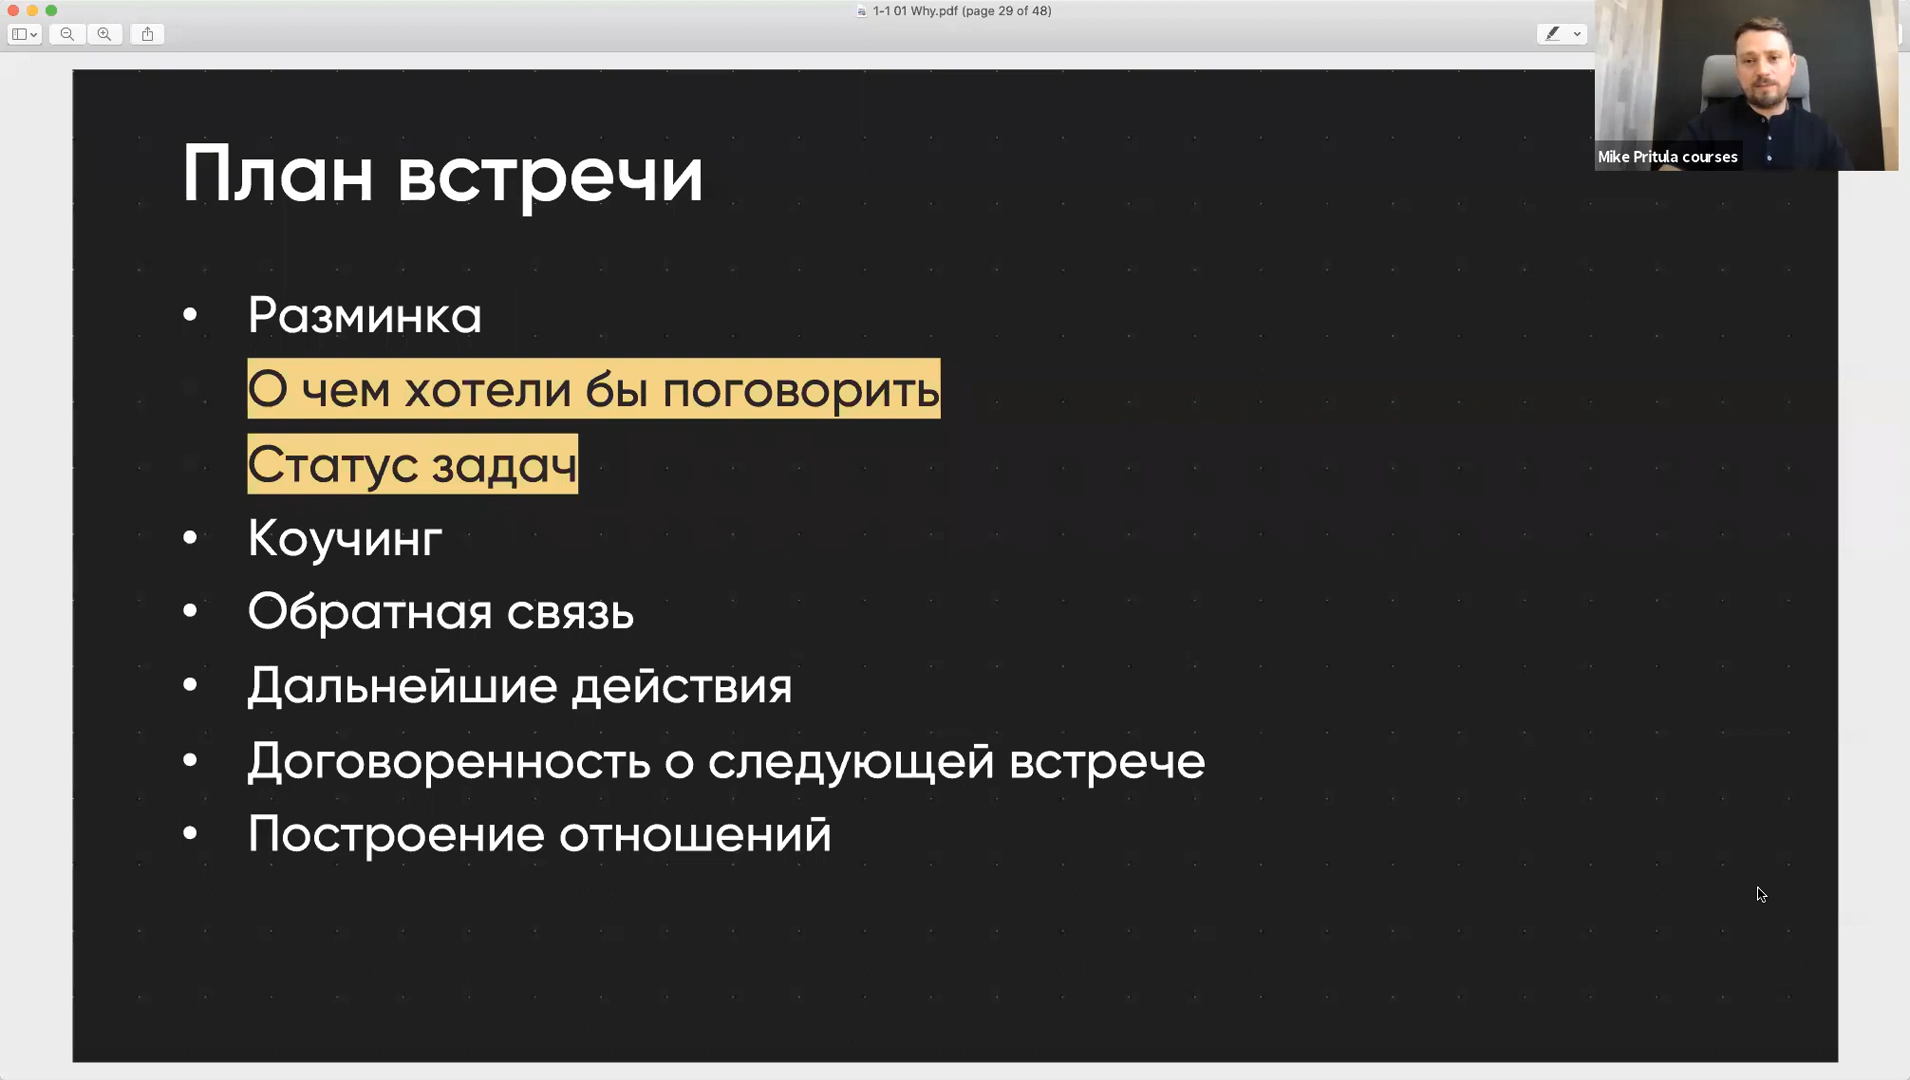 1-1 01 Why.pdf (page 29 of 48)
Mike Pritula courses
План встречи
• Разминка
О чем хотели бы поговорить
Статус задач
• Коучинг
• Обратная связь
• Дальнейшие действия
• Договоренность о следующей встрече
• Построение отношений